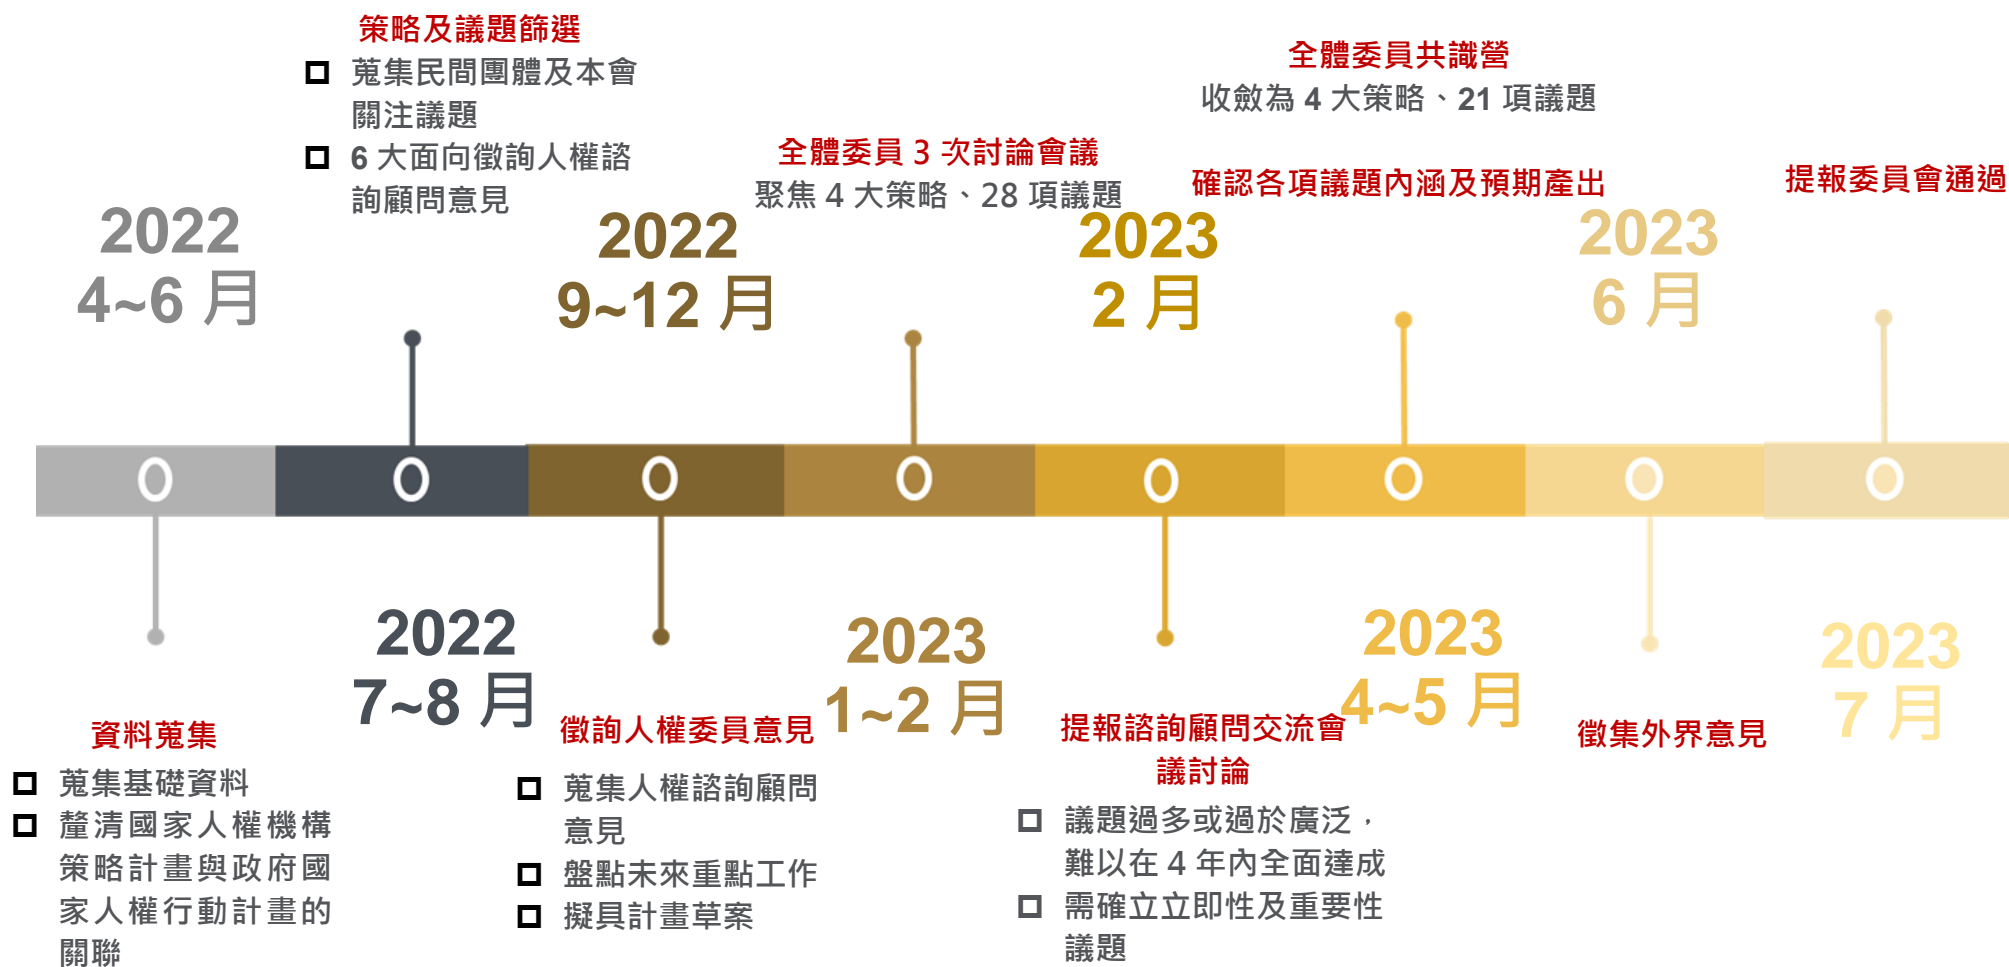 策略及議題篩選
蒐集民間團體及本會
關注議題
6 大面向徵詢人權諮
詢顧問意見
全體委員 3 次討論會議
聚焦 4 大策略、28 項議題
全體委員共識營
收斂為 4 大策略、21 項議題
確認各項議題內涵及預期產出
提報委員會通過
2022
4~6 月
2022
9~12 月
2023
2 月
2023
6 月
2022
7~8 月
2023
1~2 月
2023
4~5 月
2023
7 月
資料蒐集
蒐集基礎資料
釐清國家人權機構
策略計畫與政府國
家人權行動計畫的
關聯
徵詢人權委員意見
蒐集人權諮詢顧問
意見
盤點未來重點工作
擬具計畫草案
提報諮詢顧問交流會
議討論
議題過多或過於廣泛，
難以在 4 年內全面達成
需確立立即性及重要性
議題
徵集外界意見